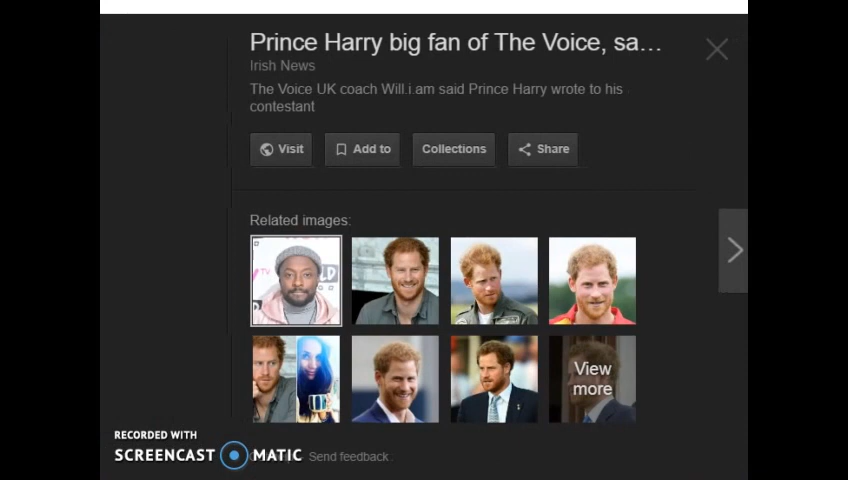 Prince Harry big fan of The Voice, sa...
Irish News
The Voice UK coach Will.i.am said Prince Harry wrote to his
contestant
Visit
Add to
Collections
Share
Related images:
View
more
RECORDED WITH
SCREENCAST MATIC
Send feedback